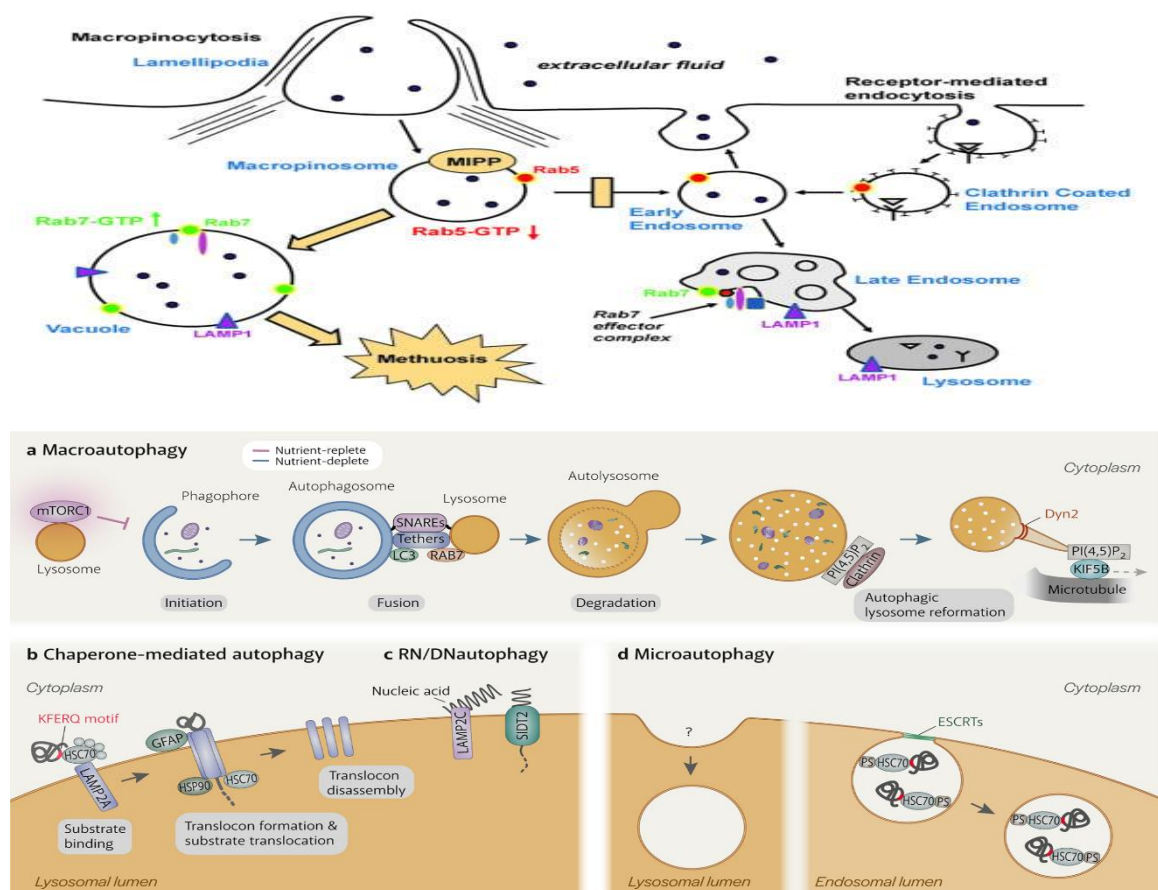 Macropinocytosis
Lamellipodia
extracellular fluid
Receptor-mediated
endocytosis
Macropinosome
MIPP
Rab5
Rab7-GTP ↑
Rab7
Rab5-GTP ↓
Early
Endosome
Clathrin Coated
Endosome
Vacuole
LAMP1
Methuosis
Rab7
Late Endosome
Rab7
effector
complex
LAMP1
LAMP1
Lysosome
a Macroautophagy
Nutrient-replete
Nutrient-deplete
Cytoplasm
mTORC1
Lysosome
Phagophore
Autophagosome
SNAREs
Tethers
LC3
RAB7
Lysosome
Autolysosome
PI(4,5)P2
Clathrin
Dyn2
PI(4,5)P2
KIF5B
Microtubule
Initiation
Fusion
Degradation
Autophagic
lysosome reformation
b Chaperone-mediated autophagy
Cytoplasm
KFERQ motif
HSC70
LAMP2A
Substrate
binding
GFAP
HSP90
HSC70
Translocon formation &
substrate translocation
Translocon
disassembly
Lysosomal lumen
c RN/DNautophagy
Nucleic acid
LAMP2C
SIDT2
d Microautophagy
Cytoplasm
?
Lysosomal lumen
ESCRTs
PS HSC70
HSC70 PS
PS HSC70
HSC70 PS
Endosomal lumen